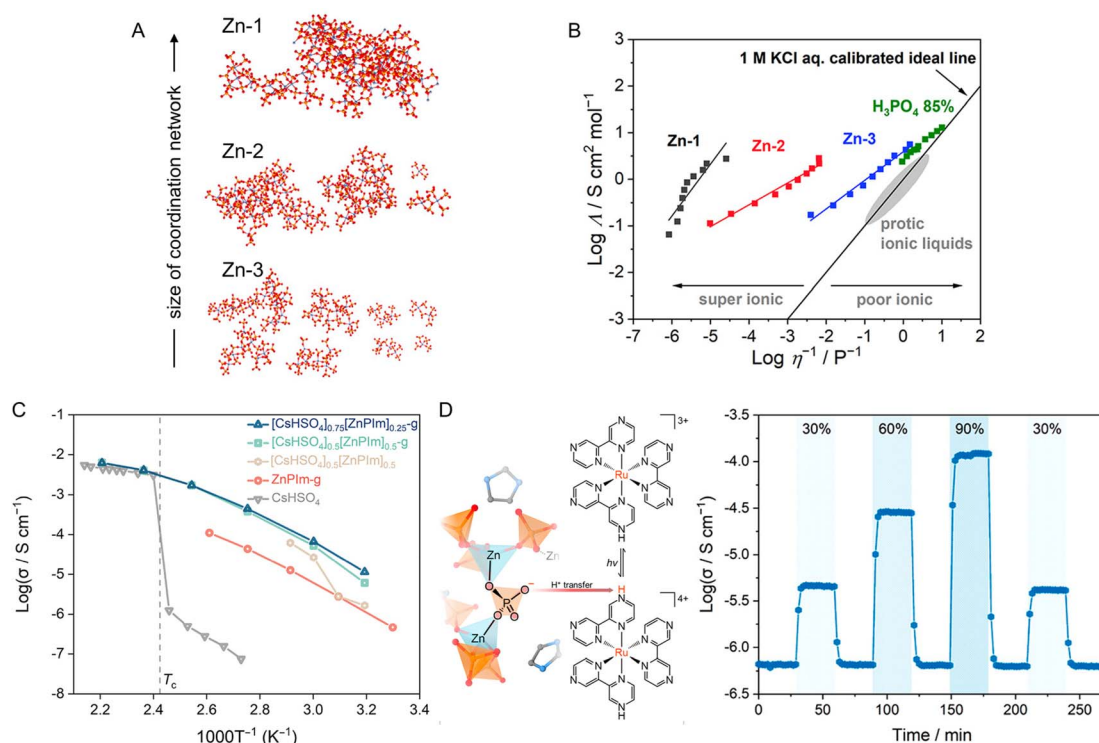 A
size of coordination network
Zn-1
Zn-2
Zn-3
B
1 M KCl aq. calibrated ideal line
H₃PO₄ 85%
Zn-1
Zn-2
Zn-3
protic
ionic liquids
super ionic
poor ionic
Log Λ / S cm² mol⁻¹
3
2
1
0
-1
-2
-3
-7 -6 -5 -4 -3 -2 -1 0 1 2
Log η⁻¹ / P⁻¹
C
[CsHSO₄]₀.₇₅[ZnPIm]₀.₂₅-g
[CsHSO₄]₀.₅[ZnPIm]₀.₅-g
[CsHSO₄]₀.₅[ZnPIm]₀.₅
ZnPIm-g
CsHSO₄
Log(σ / S cm⁻¹)
-1
-2
-3
-4
-5
-6
-7
-8
T_c
2.2 2.4 2.6 2.8 3.0 3.2 3.4
1000T⁻¹ (K⁻¹)
D
Zn
Zn
Zn
O
O
P
O
O
−
H⁺ transfer
3+
N N N N N N N N N N N N
Ru
H
hν
H
4+
N N N N N N N N N N N N
Ru
H
Log(σ / S cm⁻¹)
-3.5
-4.0
-4.5
-5.0
-5.5
-6.0
-6.5
30% 60% 90% 30%
0 50 100 150 200 250
Time / min